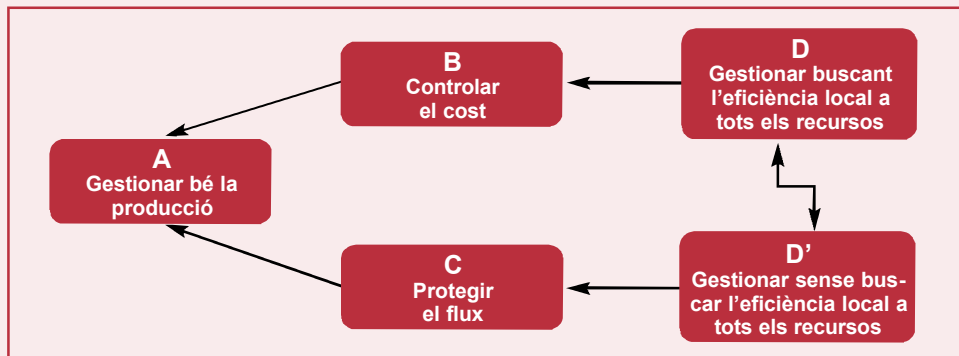 B
Controlar
el cost
D
Gestionar buscant
l’eficiència local a
tots els recursos
A
Gestionar bé la
producció
C
Protegir
el flux
D’
Gestionar sense bus-
car l’eficiència local a
tots els recursos